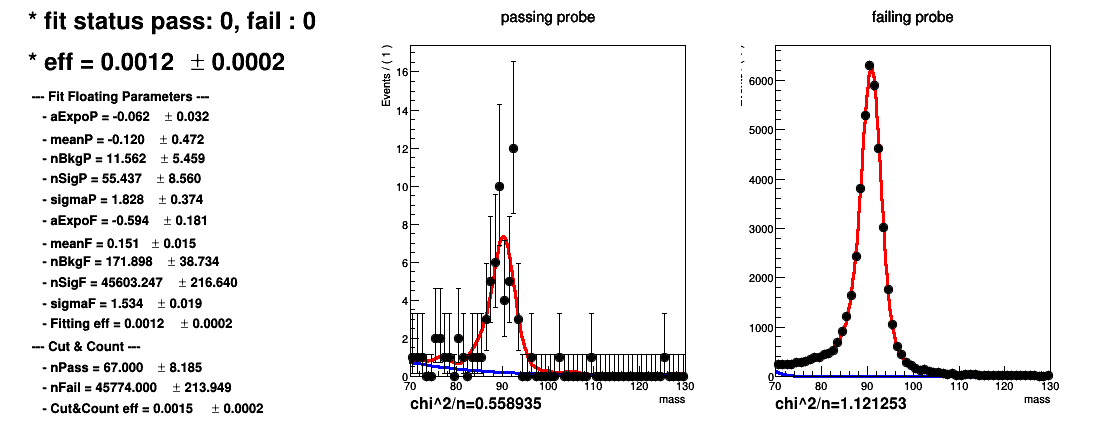 * fit status pass: 0, fail : 0
* eff = 0.0012 ± 0.0002
--- Fit Floating Parameters ---
- aExpoP = -0.062 ± 0.032
- meanP = -0.120 ± 0.472
- nBkgP = 11.562 ± 5.459
- nSigP = 55.437 ± 8.560
- sigmaP = 1.828 ± 0.374
- aExpoF = -0.594 ± 0.181
- meanF = 0.151 ± 0.015
- nBkgF = 171.898 ± 38.734
- nSigF = 45603.247 ± 216.640
- sigmaF = 1.534 ± 0.019
- Fitting eff = 0.0012 ± 0.0002
--- Cut & Count ---
- nPass = 67.000 ± 8.185
- nFail = 45774.000 ± 213.949
- Cut&Count eff = 0.0015 ± 0.0002
passing probe
Events / ( 1 )
16
14
12
10
8
6
4
2
0
70 80 90 100 110 120 130
mass
chi^2/n=0.558935
failing probe
6000
5000
4000
3000
2000
1000
0
70 80 90 100 110 120 130
mass
chi^2/n=1.121253